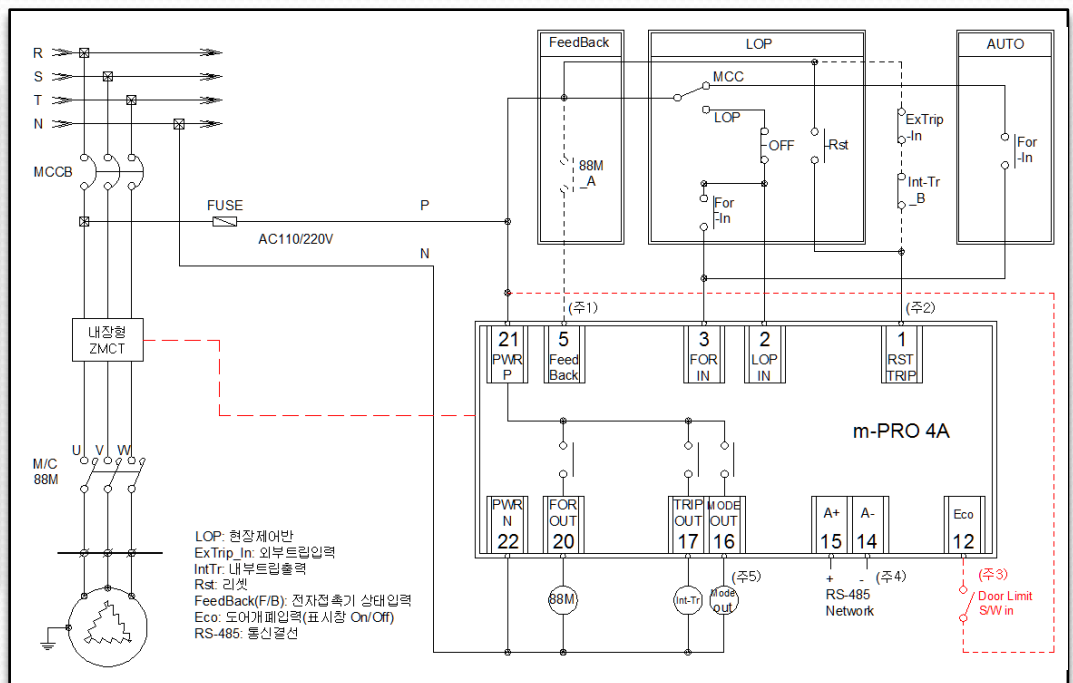 FeedBack
LOP
AUTO
R
S
T
N
MCC
LOP
OFF
Rst
ExTrip
-In
Int-Tr
_B
For
-In
88M
_A
For
-In
MCCB
FUSE
P
AC110/220V
N
(주1)
(주2)
내장형
ZMCT
21
PWR
P
5
Feed
Back
3
FOR
IN
2
LOP
IN
1
RST
TRIP
m-PRO 4A
U
V
W
M/C
88M
PWR
N
22
FOR
OUT
20
TRIP
OUT
17
MODE
OUT
16
A+
15
A-
14
Eco
12
LOP: 현장제어반
ExTrip_In: 외부트립입력
IntTr: 내부트립출력
Rst: 리셋
FeedBack(F/B): 전자접촉기 상태입력
Eco: 도어개폐입력(표시창 On/Off)
RS-485: 통신결선
88M
Int-Tr
Mode
out
(주5)
+
-
(주4)
RS-485
Network
(주3)
Door Limit
S/W in